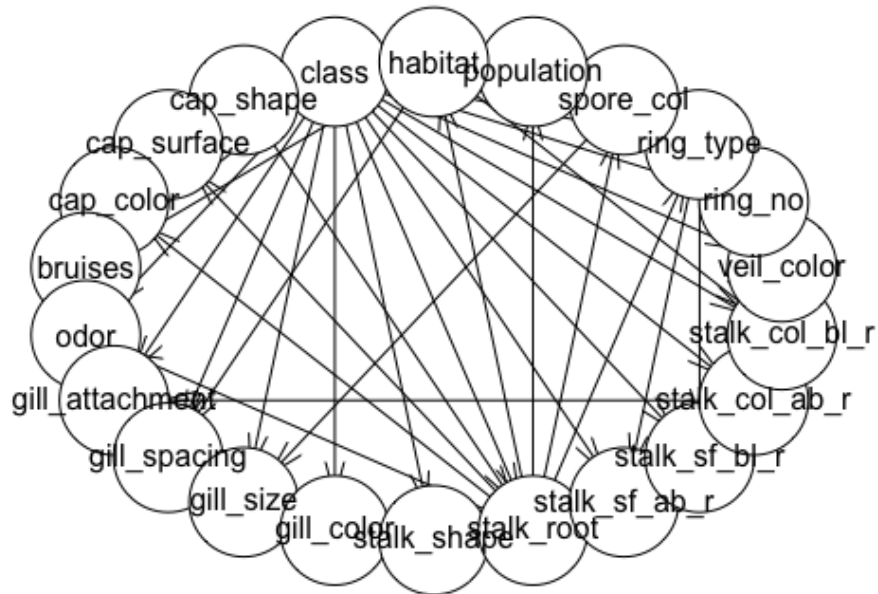 habitat
class
population
cap_shape
spore_col
cap_surface
ring_type
cap_color
ring_no
bruises
veil_color
odor
stalk_col_bl_r
gill_attachment
stalk_col_ab_r
gill_spacing
stalk_sf_bl_r
gill_size
stalk_sf_ab_r
gill_color
stalk_shape
stalk_root